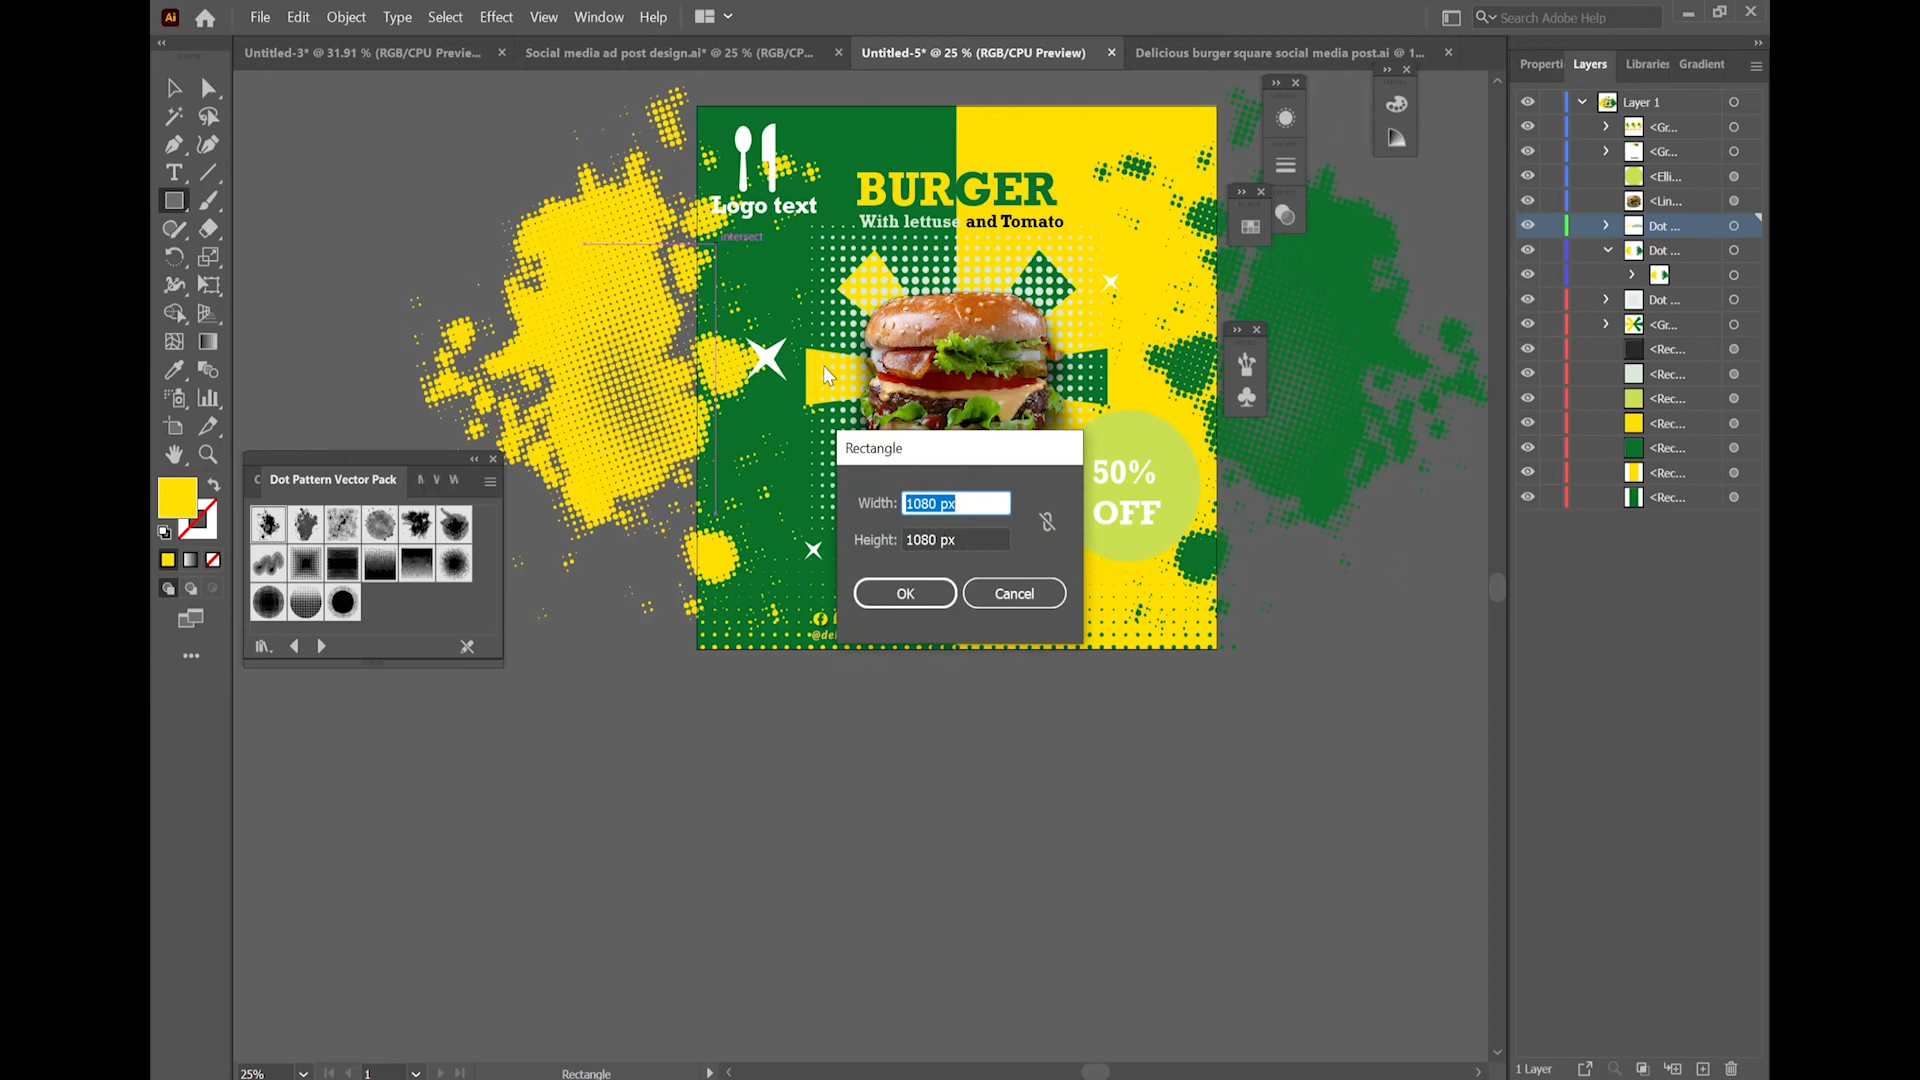 Ai File Edit Object Type Select Effect View Window Help Search Adobe Help
Untitled-3* @ 31.91 % (RGB/CPU Previe... Social media ad post design.ai* @ 25 % (RGB/CP... Untitled-5* @ 25 % (RGB/CPU Preview) Delicious burger square social media post.ai @ 1...
Properti Layers Libraries Gradient
Layer 1
<Gr...
<Gr...
<Elli...
<Lin...
Dot ...
Dot ...
Dot ...
<Gr...
<Rec...
<Rec...
<Rec...
<Rec...
<Rec...
<Rec...
<Rec...
Logo text
BURGER
With lettuce and Tomato
intersect
50%
OFF
Rectangle
Width: 1080 px
Height: 1080 px
OK Cancel
Dot Pattern Vector Pack
25% 1 Rectangle
1 Layer